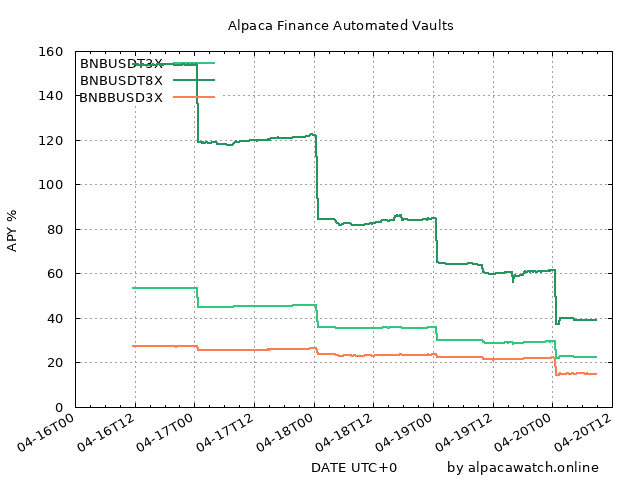 Alpaca Finance Automated Vaults
160
140
120
100
80
60
40
20
0
APY %
BNBUSDT3X
BNBUSDT8X
BNBBUSD3X
04-16T00
04-16T12
04-17T00
04-17T12
04-18T00
04-18T12
04-19T00
04-19T12
04-20T00
04-20T12
DATE UTC+0
by alpacawatch.online